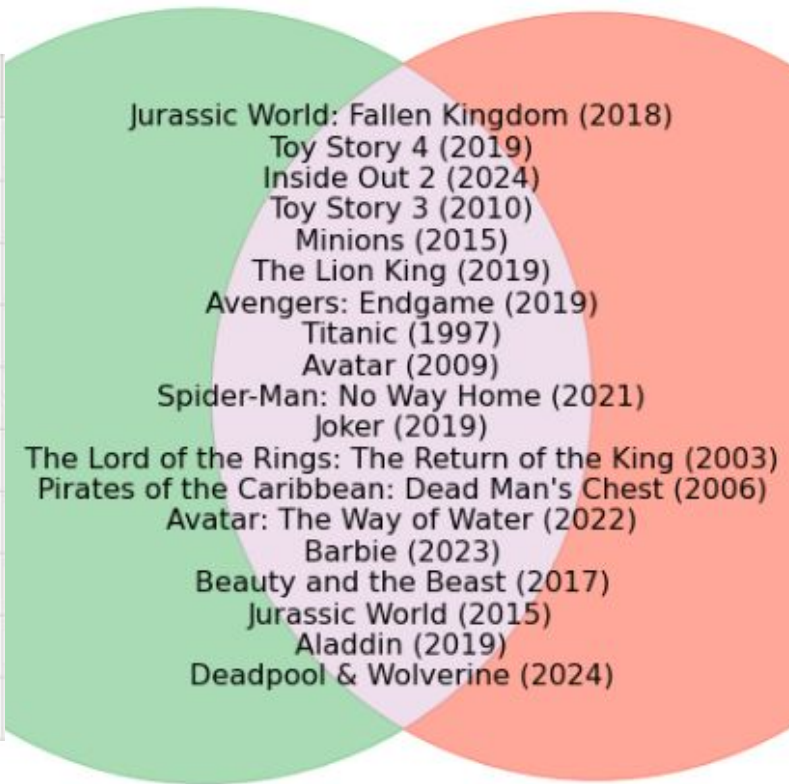 Jurassic World: Fallen Kingdom (2018)
Toy Story 4 (2019)
Inside Out 2 (2024)
Toy Story 3 (2010)
Minions (2015)
The Lion King (2019)
Avengers: Endgame (2019)
Titanic (1997)
Avatar (2009)
Spider-Man: No Way Home (2021)
Joker (2019)
The Lord of the Rings: The Return of the King (2003)
Pirates of the Caribbean: Dead Man's Chest (2006)
Avatar: The Way of Water (2022)
Barbie (2023)
Beauty and the Beast (2017)
Jurassic World (2015)
Aladdin (2019)
Deadpool & Wolverine (2024)